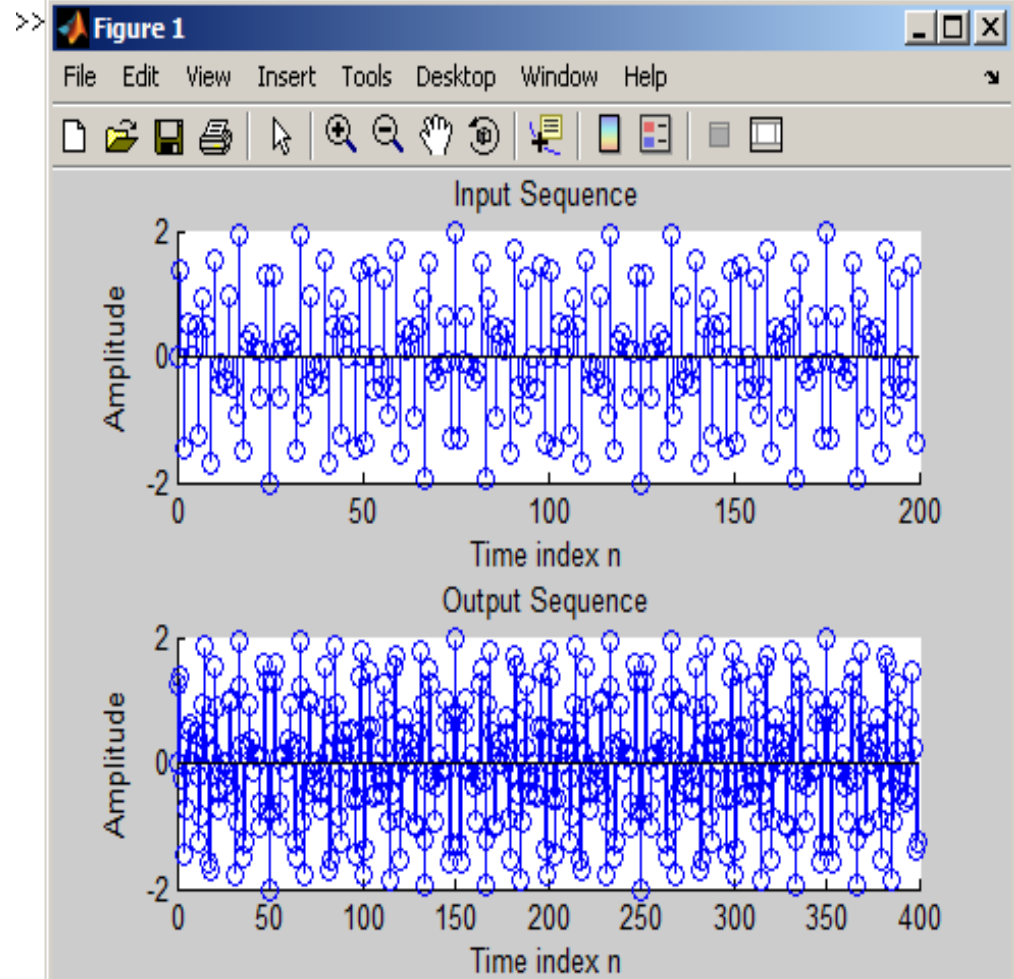 >>
Figure 1
File Edit View Insert Tools Desktop Window Help
Input Sequence
2
0
-2
Amplitude
0 50 100 150 200
Time index n
Output Sequence
2
0
-2
Amplitude
0 50 100 150 200 250 300 350 400
Time index n